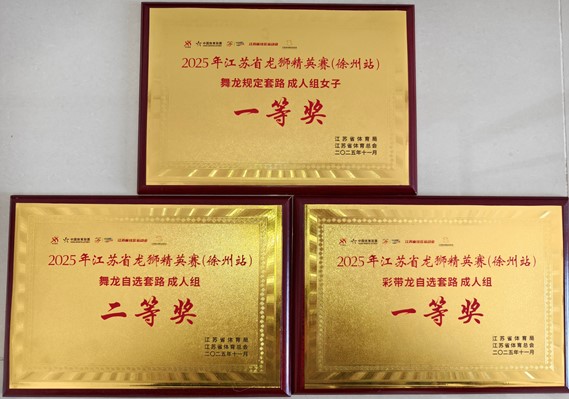 2025年江苏省龙狮精英赛(徐州站)
舞龙规定套路 成人组女子
一等奖
江苏省体育局
江苏省体育总会
二〇二五年十一月
2025年江苏省龙狮精英赛(徐州站)
舞龙自选套路 成人组
二等奖
江苏省体育局
江苏省体育总会
二〇二五年十一月
2025年江苏省龙狮精英赛(徐州站)
彩带龙自选套路 成人组
一等奖
江苏省体育局
江苏省体育总会
二〇二五年十一月